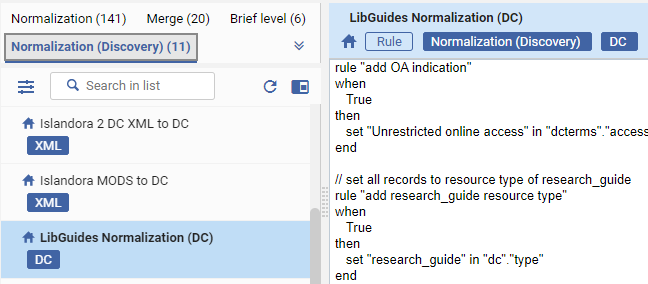 Normalization (141) Merge (20) Brief level (6)
Normalization (Discovery) (11)
Search in list
Islandora 2 DC XML to DC
XML
Islandora MODS to DC
XML
LibGuides Normalization (DC)
DC
LibGuides Normalization (DC)
Rule Normalization (Discovery) DC
rule "add OA indication"
when
True
then
set "Unrestricted online access" in "dcterms"."access
end
// set all records to resource type of research_guide
rule "add research_guide resource type"
when
True
then
set "research_guide" in "dc"."type"
end